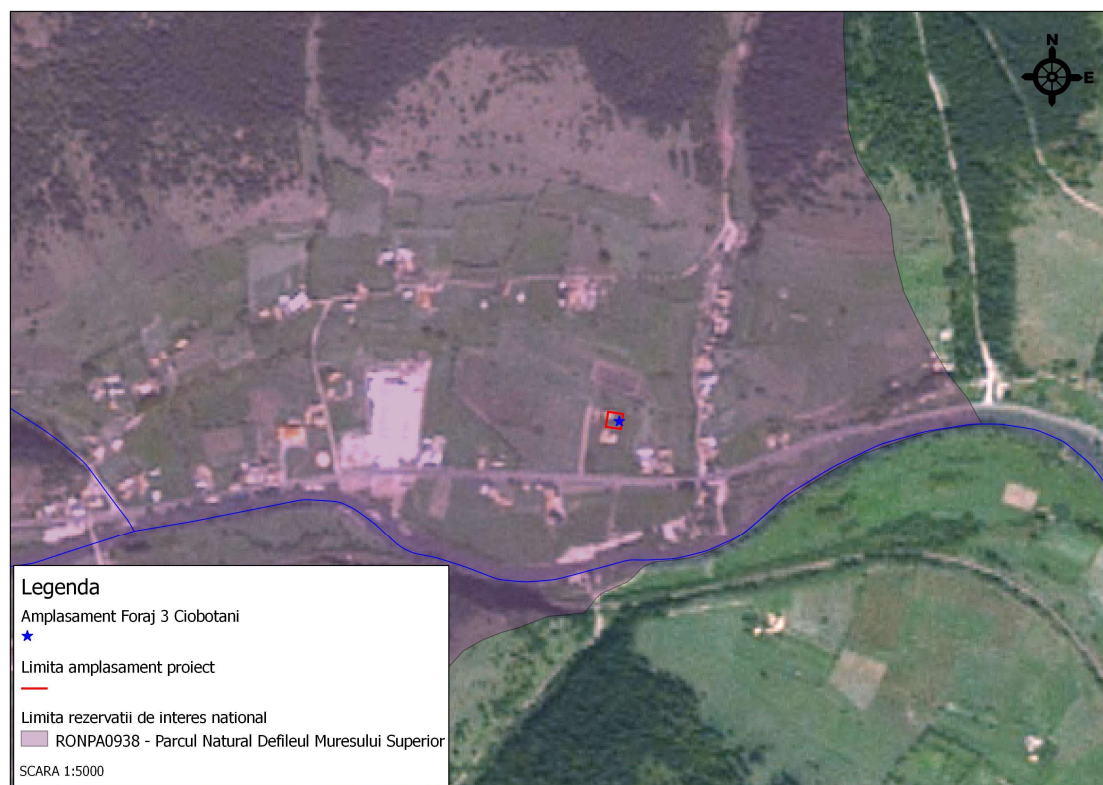 N
E
Legenda
Amplasament Foraj 3 Ciobotani
Limita amplasament proiect
Limita rezervatii de interes national
RONPA0938 - Parcul Natural Defileul Muresului Superior
SCARA 1:5000